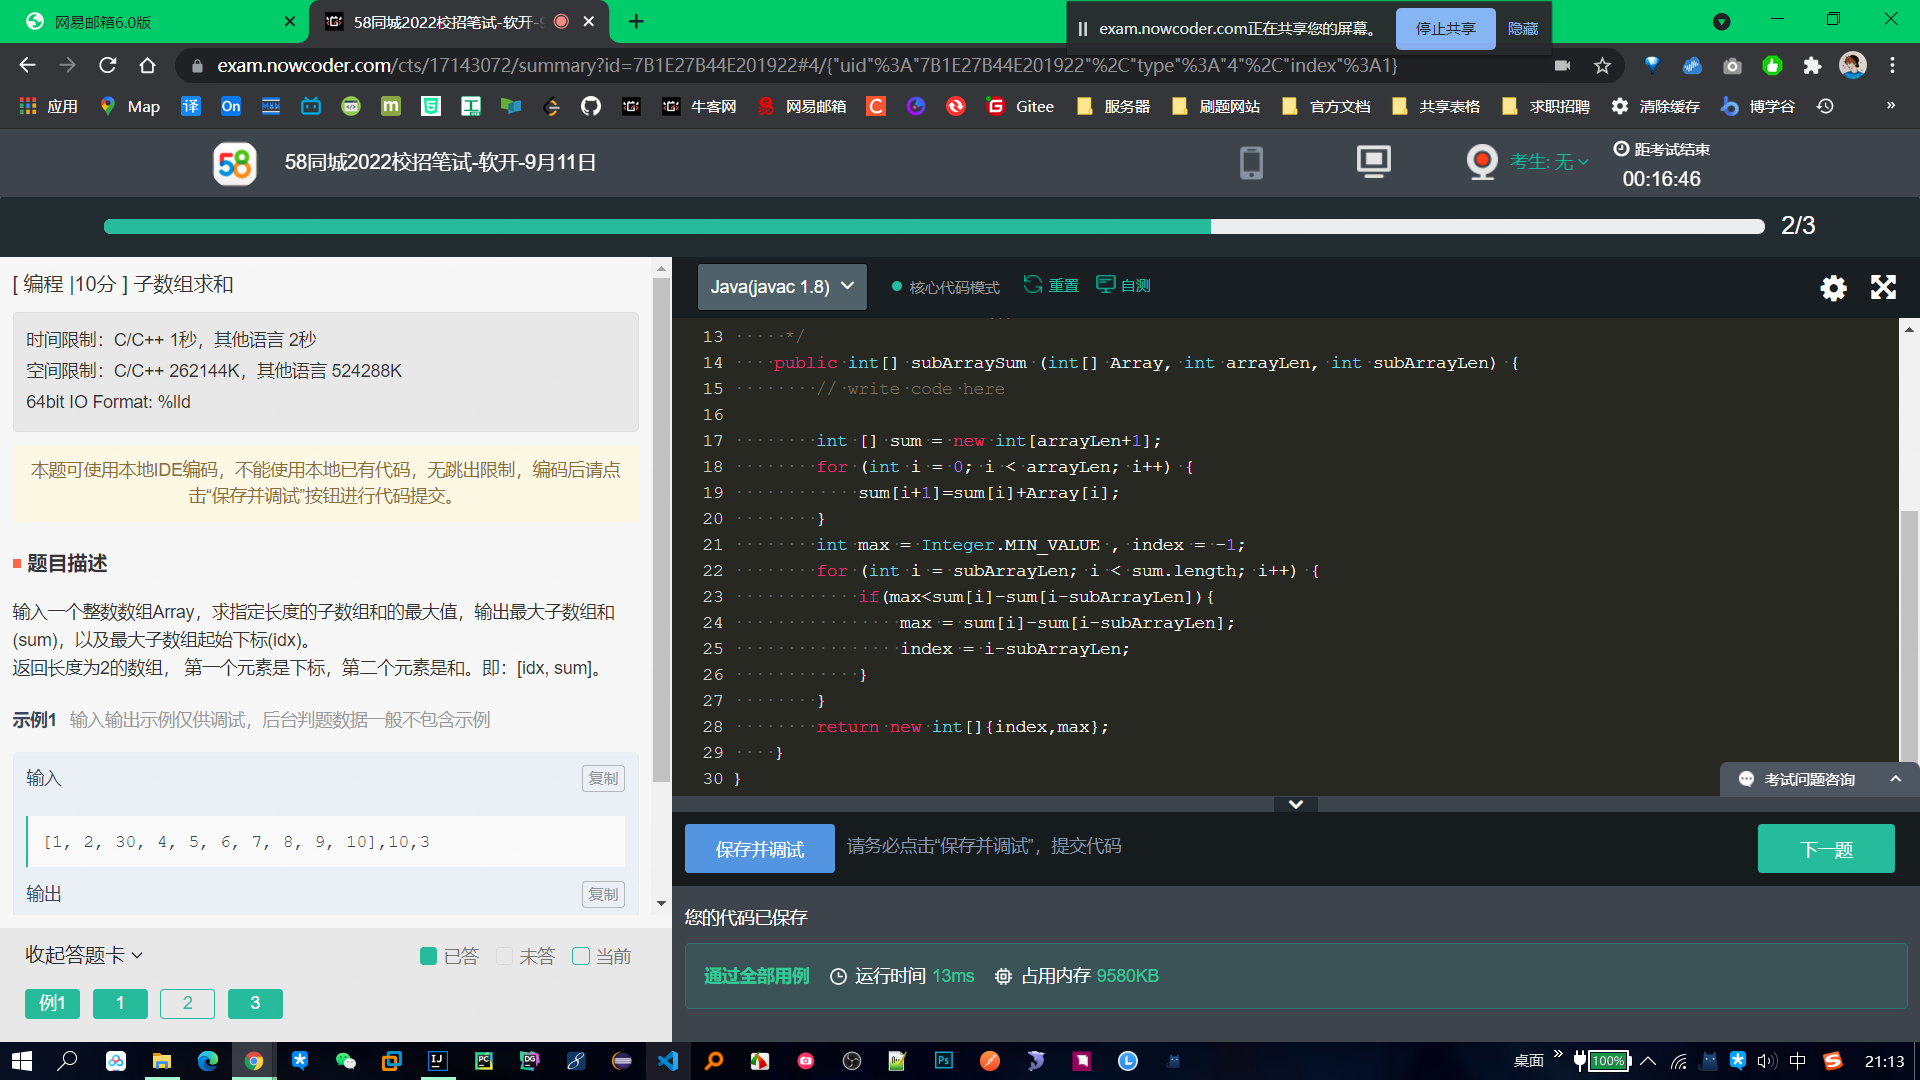 网易邮箱6.0版
58同城2022校招笔试-软开-9
exam.nowcoder.com正在共享您的屏幕。
停止共享
隐藏
exam.nowcoder.com/cts/17143072/summary?id=7B1E27B44E201922#4/{"uid"%3A"7B1E27B44E201922"%2C"type"%3A"4"%2C"index"%3A1}
应用 Map 译 On m C 牛客网 网易邮箱 Gitee 服务器 刷题网站 官方文档 共享表格 求职招聘 清除缓存 博学谷 »
58 58同城2022校招笔试-软开-9月11日
考生: 无
距考试结束
00:16:46
2/3
[ 编程 |10分 ] 子数组求和
时间限制：C/C++ 1秒，其他语言 2秒
空间限制：C/C++ 262144K，其他语言 524288K
64bit IO Format: %lld
本题可使用本地IDE编码，不能使用本地已有代码，无跳出限制，编码后请点
击“保存并调试”按钮进行代码提交。
题目描述
输入一个整数数组Array，求指定长度的子数组和的最大值，输出最大子数组和
(sum)，以及最大子数组起始下标(idx)。
返回长度为2的数组， 第一个元素是下标，第二个元素是和。即：[idx, sum]。
示例1 输入输出示例仅供调试，后台判题数据一般不包含示例
输入 复制
[1, 2, 30, 4, 5, 6, 7, 8, 9, 10],10,3
输出 复制
收起答题卡
已答 未答 当前
例1 1 2 3
Java(javac 1.8)
核心代码模式 重置 自测
13 */
14 public int[] subArraySum (int[] Array, int arrayLen, int subArrayLen) {
15 // write code here
16
17 int [] sum = new int[arrayLen+1];
18 for (int i = 0; i < arrayLen; i++) {
19 sum[i+1]=sum[i]+Array[i];
20 }
21 int max = Integer.MIN_VALUE , index = -1;
22 for (int i = subArrayLen; i < sum.length; i++) {
23 if(max<sum[i]-sum[i-subArrayLen]){
24 max = sum[i]-sum[i-subArrayLen];
25 index = i-subArrayLen;
26 }
27 }
28 return new int[]{index,max};
29 }
30 }
考试问题咨询
保存并调试
请务必点击“保存并调试”，提交代码
下一题
您的代码已保存
通过全部用例 运行时间 13ms 占用内存 9580KB
桌面 » 100% 中 21:13